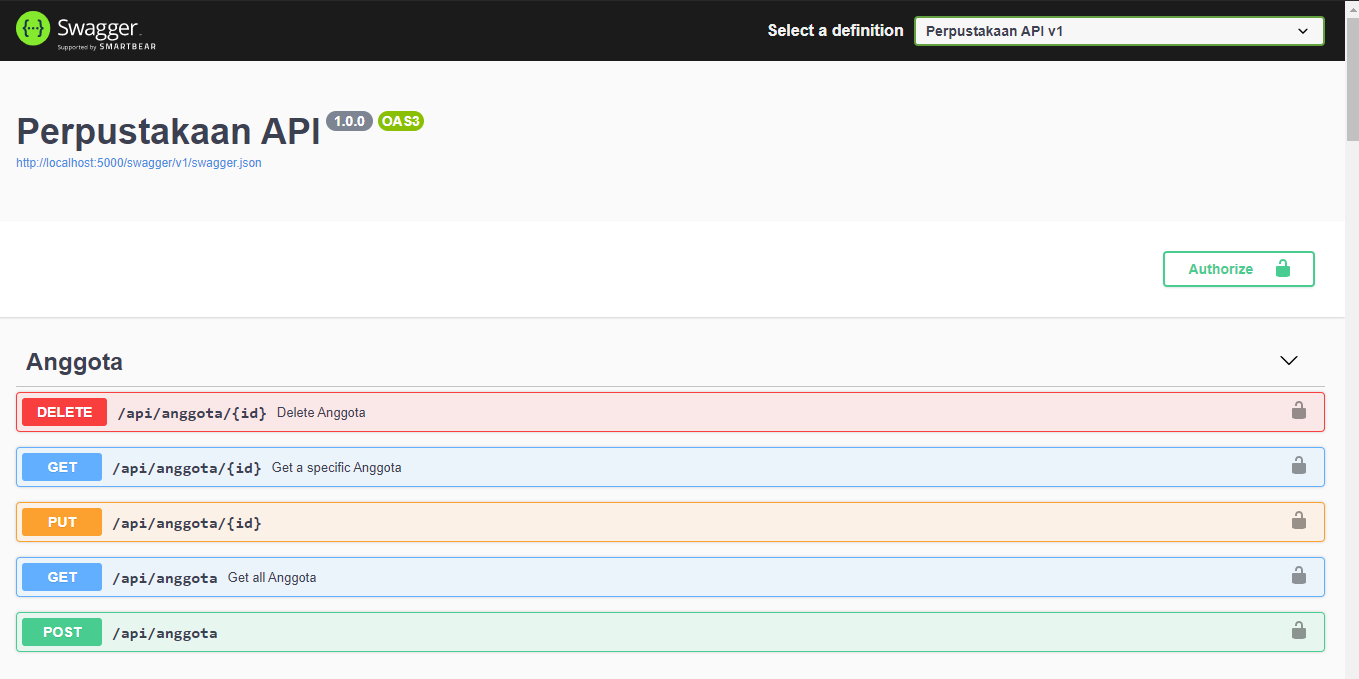 Swagger
Supported by SMARTBEAR
Select a definition
Perpustakaan API v1
Perpustakaan API 1.0.0 OAS3
http://localhost:5000/swagger/v1/swagger.json
Authorize
Anggota
DELETE /api/anggota/{id} Delete Anggota
GET /api/anggota/{id} Get a specific Anggota
PUT /api/anggota/{id}
GET /api/anggota Get all Anggota
POST /api/anggota